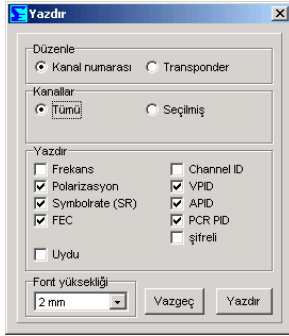 Yazdır
Düzenle
Kanal numarası Transponder
Kanallar
Tümü Seçilmiş
Yazdır
Frekans Channel ID
Polarizasyon VPID
Symbolrate (SR) APID
FEC PCR PID
şifreli
Uydu
Font yüksekliği
2 mm Vazgeç Yazdır